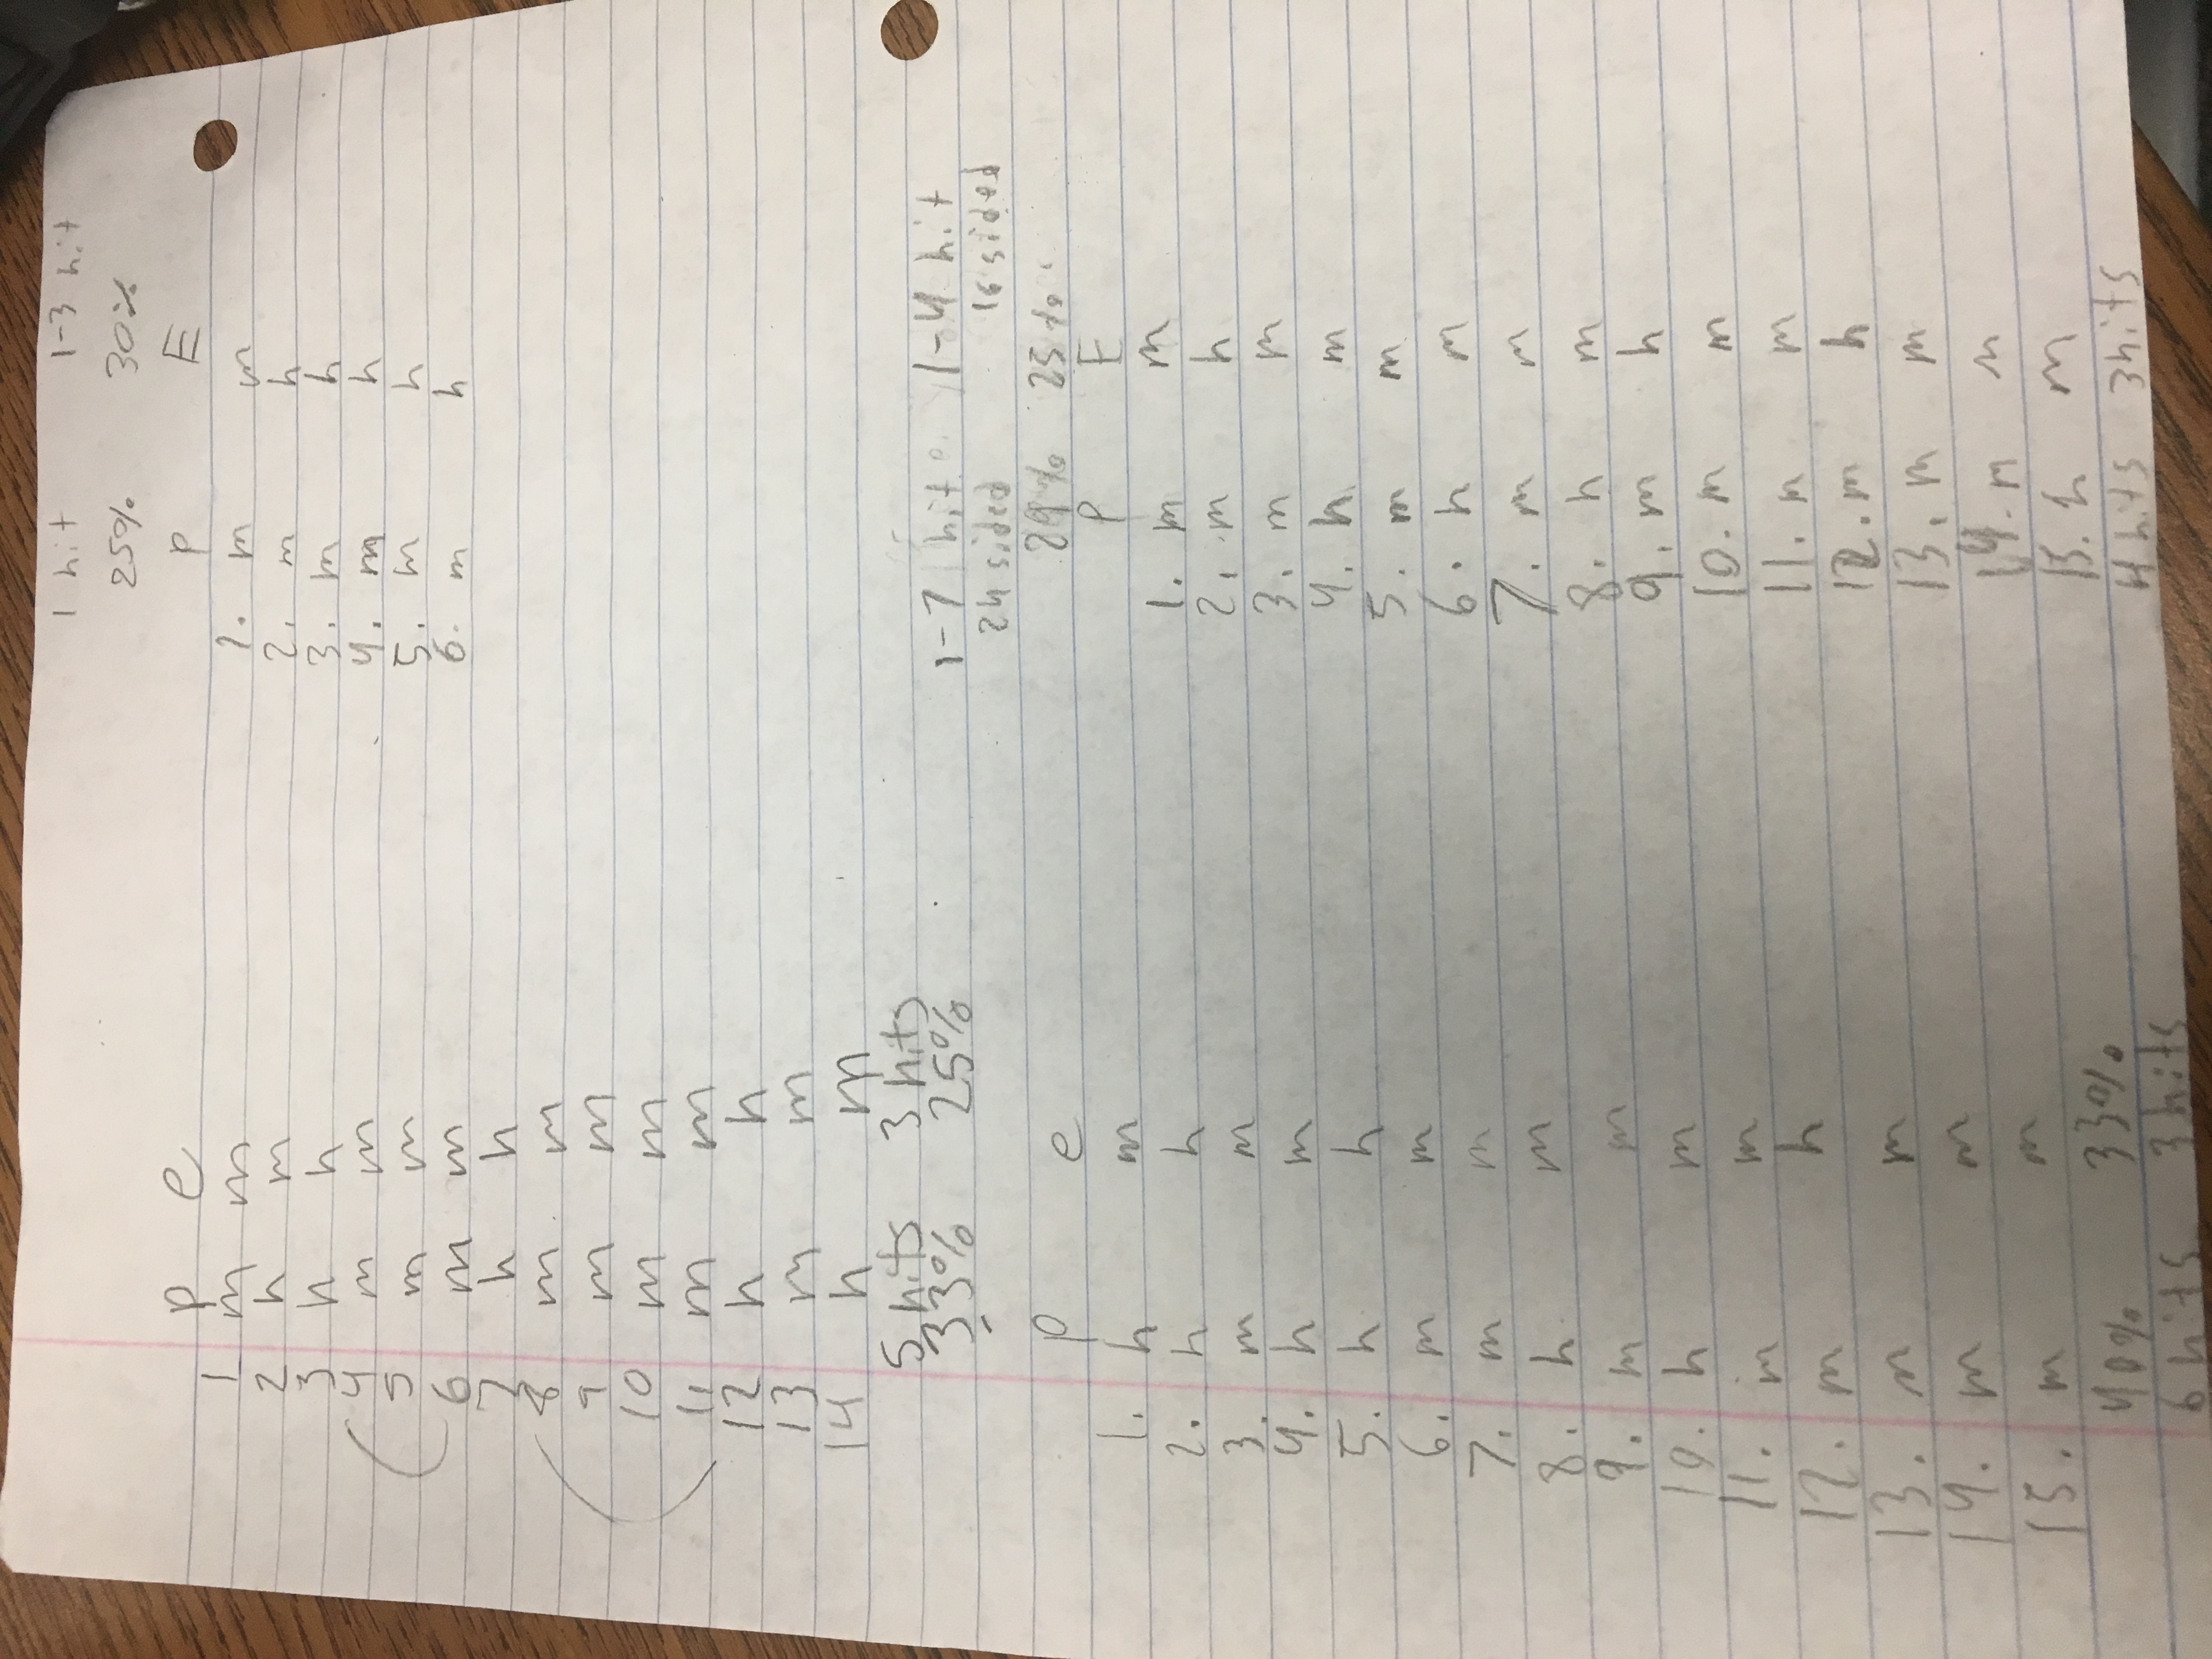 p e
1 m m
2 h m
3 h h
4 m m
5 m m
6 m m
7 h h
8 m m
9 m m
10 m m
11 m m
12 h h
13 m m
14 h m
5 hits 3 hits
33% 25%
1 hit 1-3 hit
25% 30%
P E
1. m m
2. m h
3. m h
4. m h
5. m h
6. m h
p e
1. h m
2. h h
3. m m
4. h m
5. h h
6. m m
7. m m
8. h m
9. m m
10. h m
11. m m
12. m h
13. m m
14. m m
15. m m
40% 33%
6 hits 3 hits
1-7 hit 1-4 hit
24 sided 16 sided
29% 25%
P E
1. m m
2. m h
3. m m
4. h m
5. m m
6. h m
7. m m
8. h m
9. m h
10. m m
11. m m
12. m h
13. m m
14. m m
15. h m
4 hits 3 hits